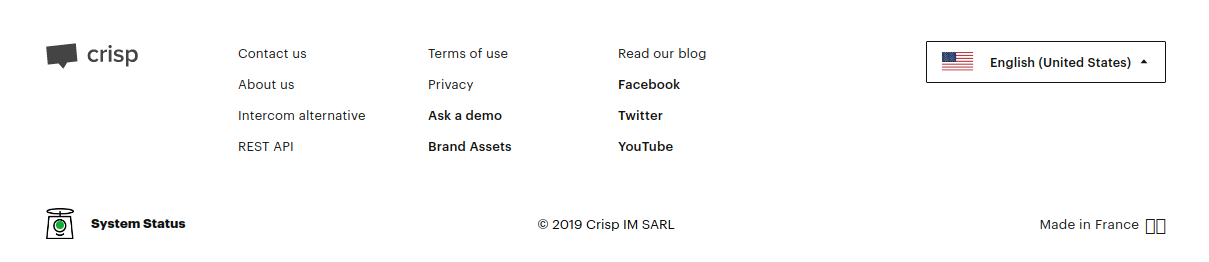 crisp
Contact us
About us
Intercom alternative
REST API
Terms of use
Privacy
Ask a demo
Brand Assets
Read our blog
Facebook
Twitter
YouTube
English (United States)
System Status
© 2019 Crisp IM SARL
Made in France